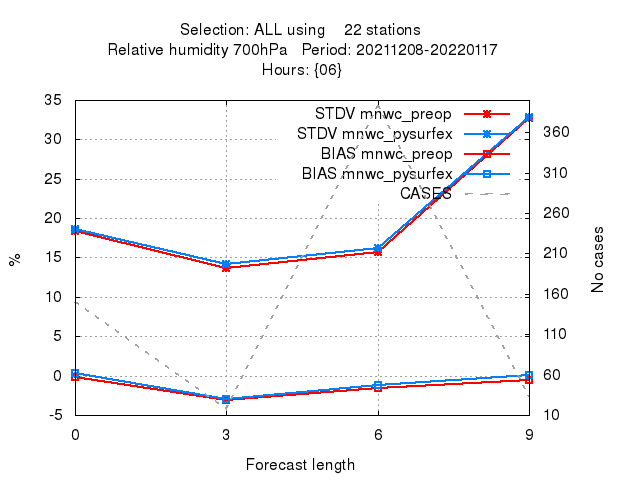 Selection: ALL using    22 stations
Relative humidity 700hPa   Period: 20211208-20220117
Hours: {06}
STDV mnwc_preop
STDV mnwc_pysurfex
BIAS mnwc_preop
BIAS mnwc_pysurfex
CASES
35
30
25
20
15
10
5
0
-5
%
360
310
260
210
160
110
60
10
No cases
0 3 6 9
Forecast length